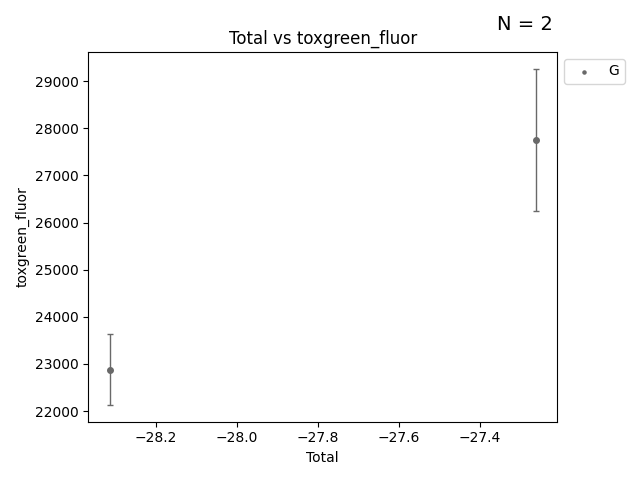 N = 2
Total vs toxgreen_fluor
G
29000
28000
27000
26000
25000
24000
23000
22000
toxgreen_fluor
−28.2 −28.0 −27.8 −27.6 −27.4
Total